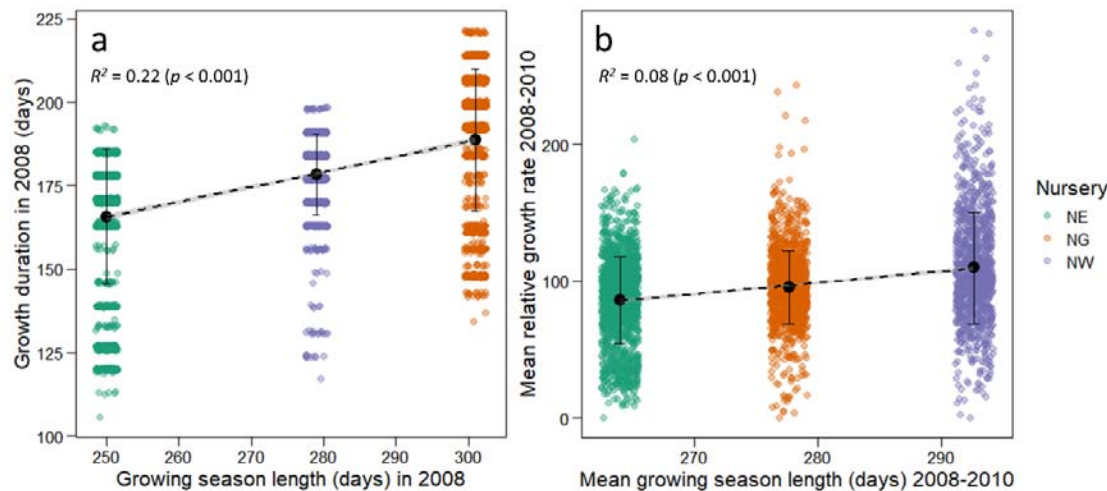 a
R² = 0.22 (p < 0.001)
Growth duration in 2008 (days)
225
200
175
150
125
100
250
260
270
280
290
300
Growing season length (days) in 2008
b
R² = 0.08 (p < 0.001)
Mean relative growth rate 2008-2010
200
100
0
270
280
290
Mean growing season length (days) 2008-2010
Nursery
NE
NG
NW